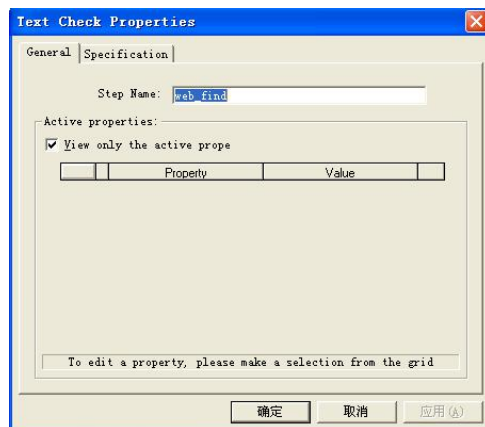 Text Check Properties
General
Specification
Step Name:
web_find
Active properties:
View only the active prope
Property
Value
To edit a property, please make a selection from the grid
确定
取消
应用(A)